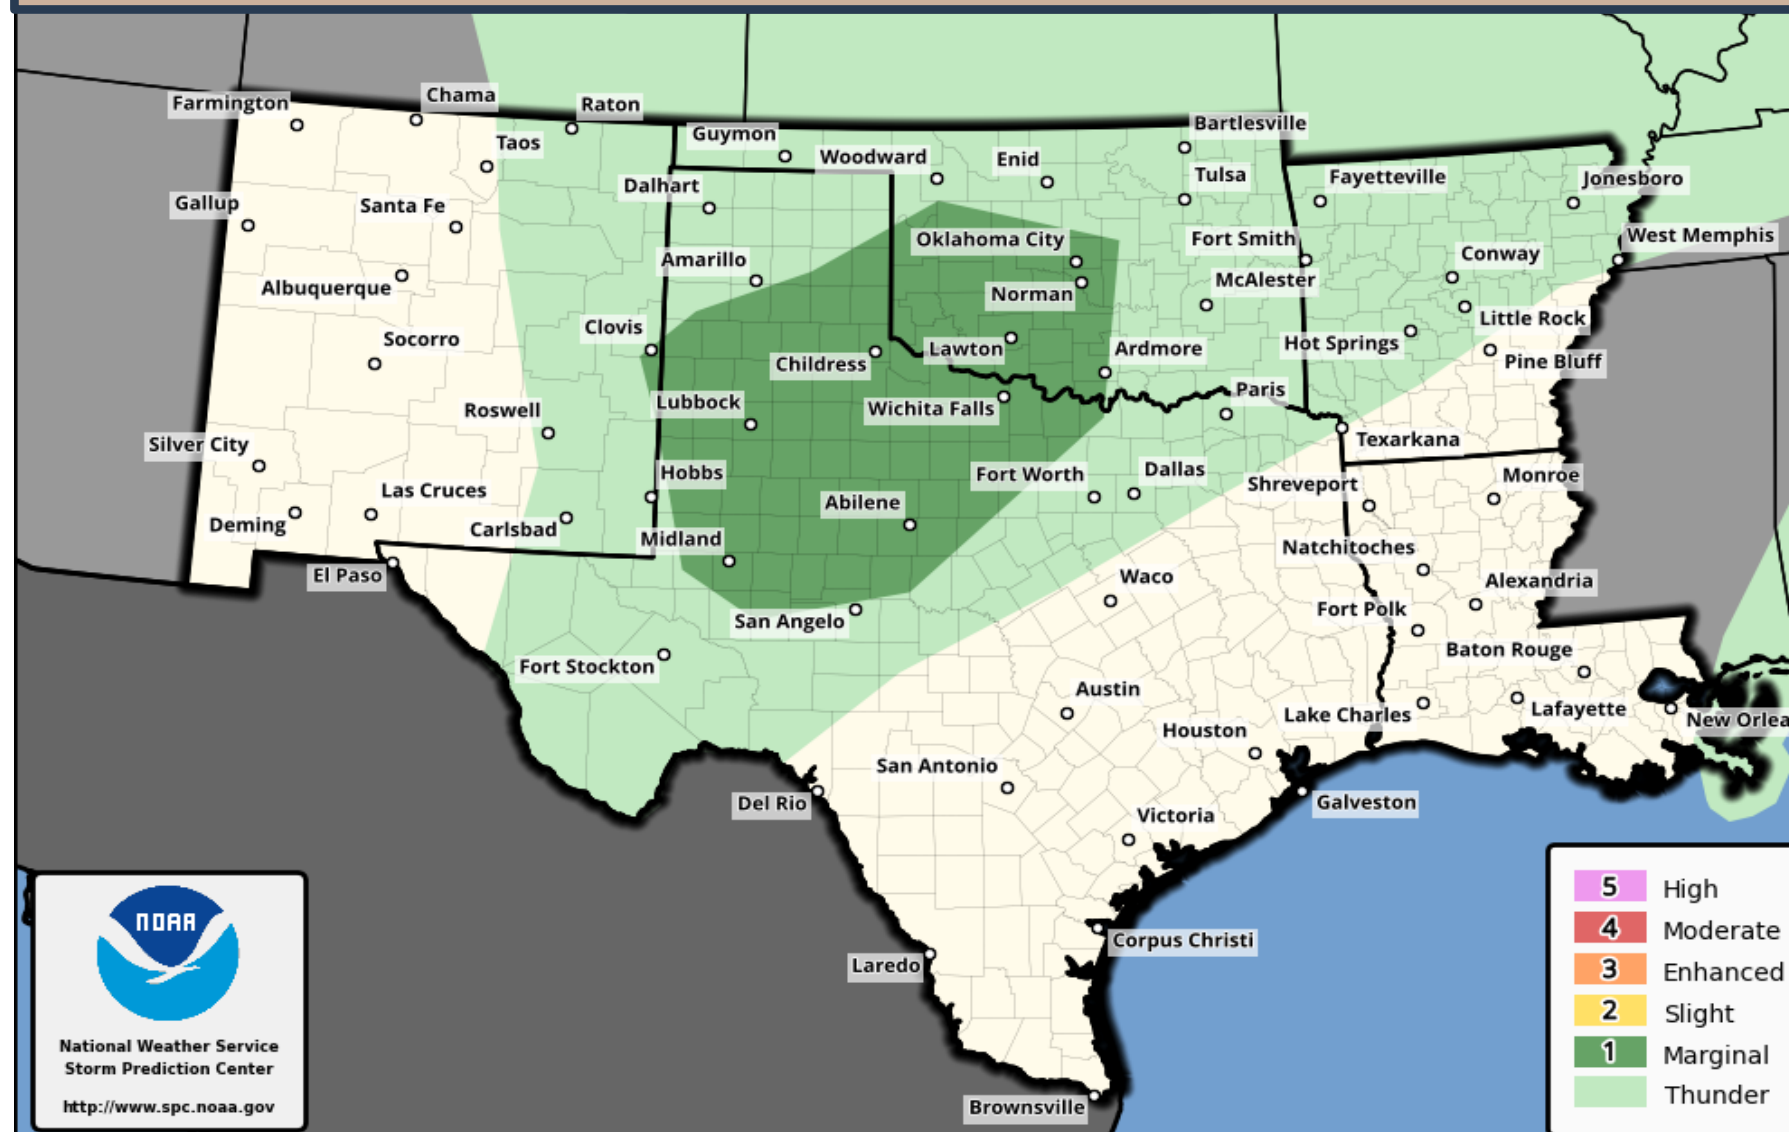 Farmington
Chama
Raton
Taos
Guymon
Woodward
Enid
Bartlesville
Tulsa
Fayetteville
Jonesboro
Gallup
Santa Fe
Dalhart
Oklahoma City
Fort Smith
West Memphis
Albuquerque
Amarillo
Norman
McAlester
Conway
Socorro
Clovis
Childress
Lawton
Ardmore
Hot Springs
Little Rock
Pine Bluff
Roswell
Lubbock
Wichita Falls
Paris
Silver City
Texarkana
Las Cruces
Hobbs
Abilene
Fort Worth
Dallas
Shreveport
Monroe
Deming
Carlsbad
Midland
Natchitoches
El Paso
San Angelo
Waco
Alexandria
Fort Polk
Fort Stockton
Baton Rouge
Austin
Lake Charles
Lafayette
New Orlea
Houston
San Antonio
Del Rio
Galveston
Victoria
Corpus Christi
Laredo
Brownsville
NOAA
National Weather Service
Storm Prediction Center
http://www.spc.noaa.gov
5 High
4 Moderate
3 Enhanced
2 Slight
1 Marginal
Thunder